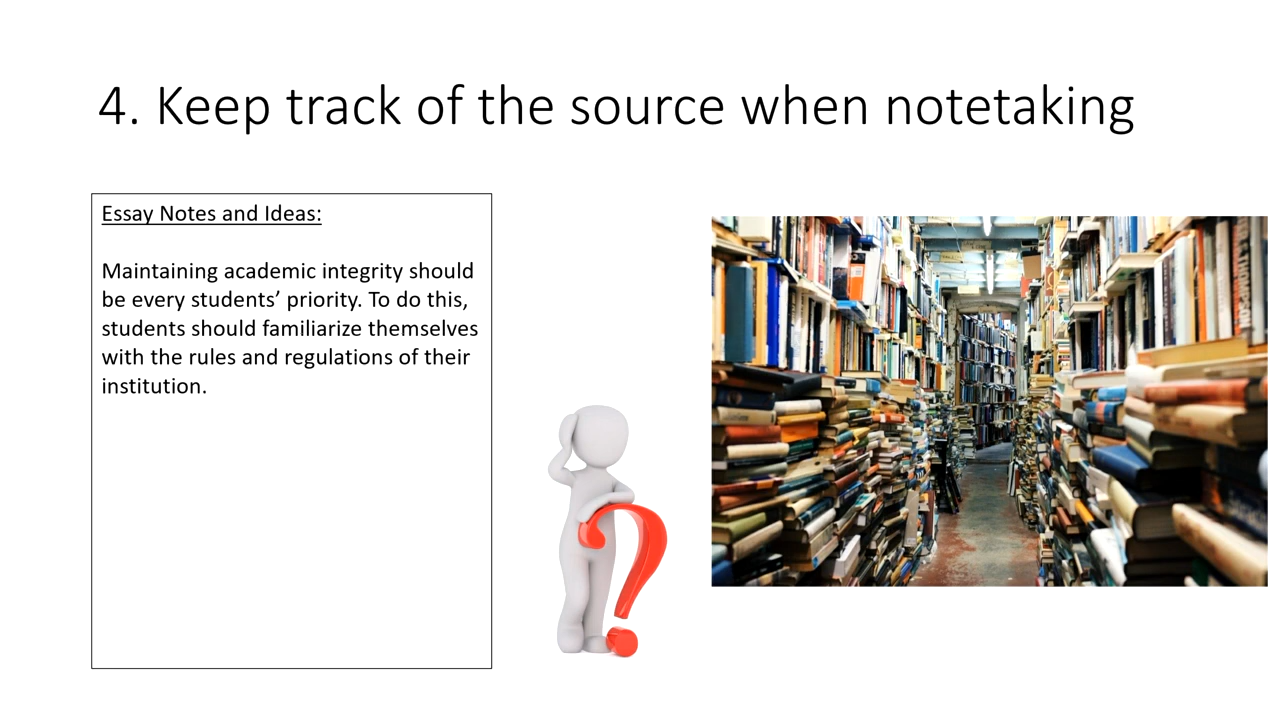 4. Keep track of the source when notetaking
Essay Notes and Ideas:
Maintaining academic integrity should
be every students’ priority. To do this,
students should familiarize themselves
with the rules and regulations of their
institution.